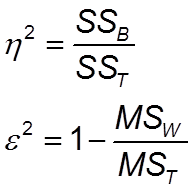 η² = SS_B / SS_T
ε² = 1 − MS_W / MS_T